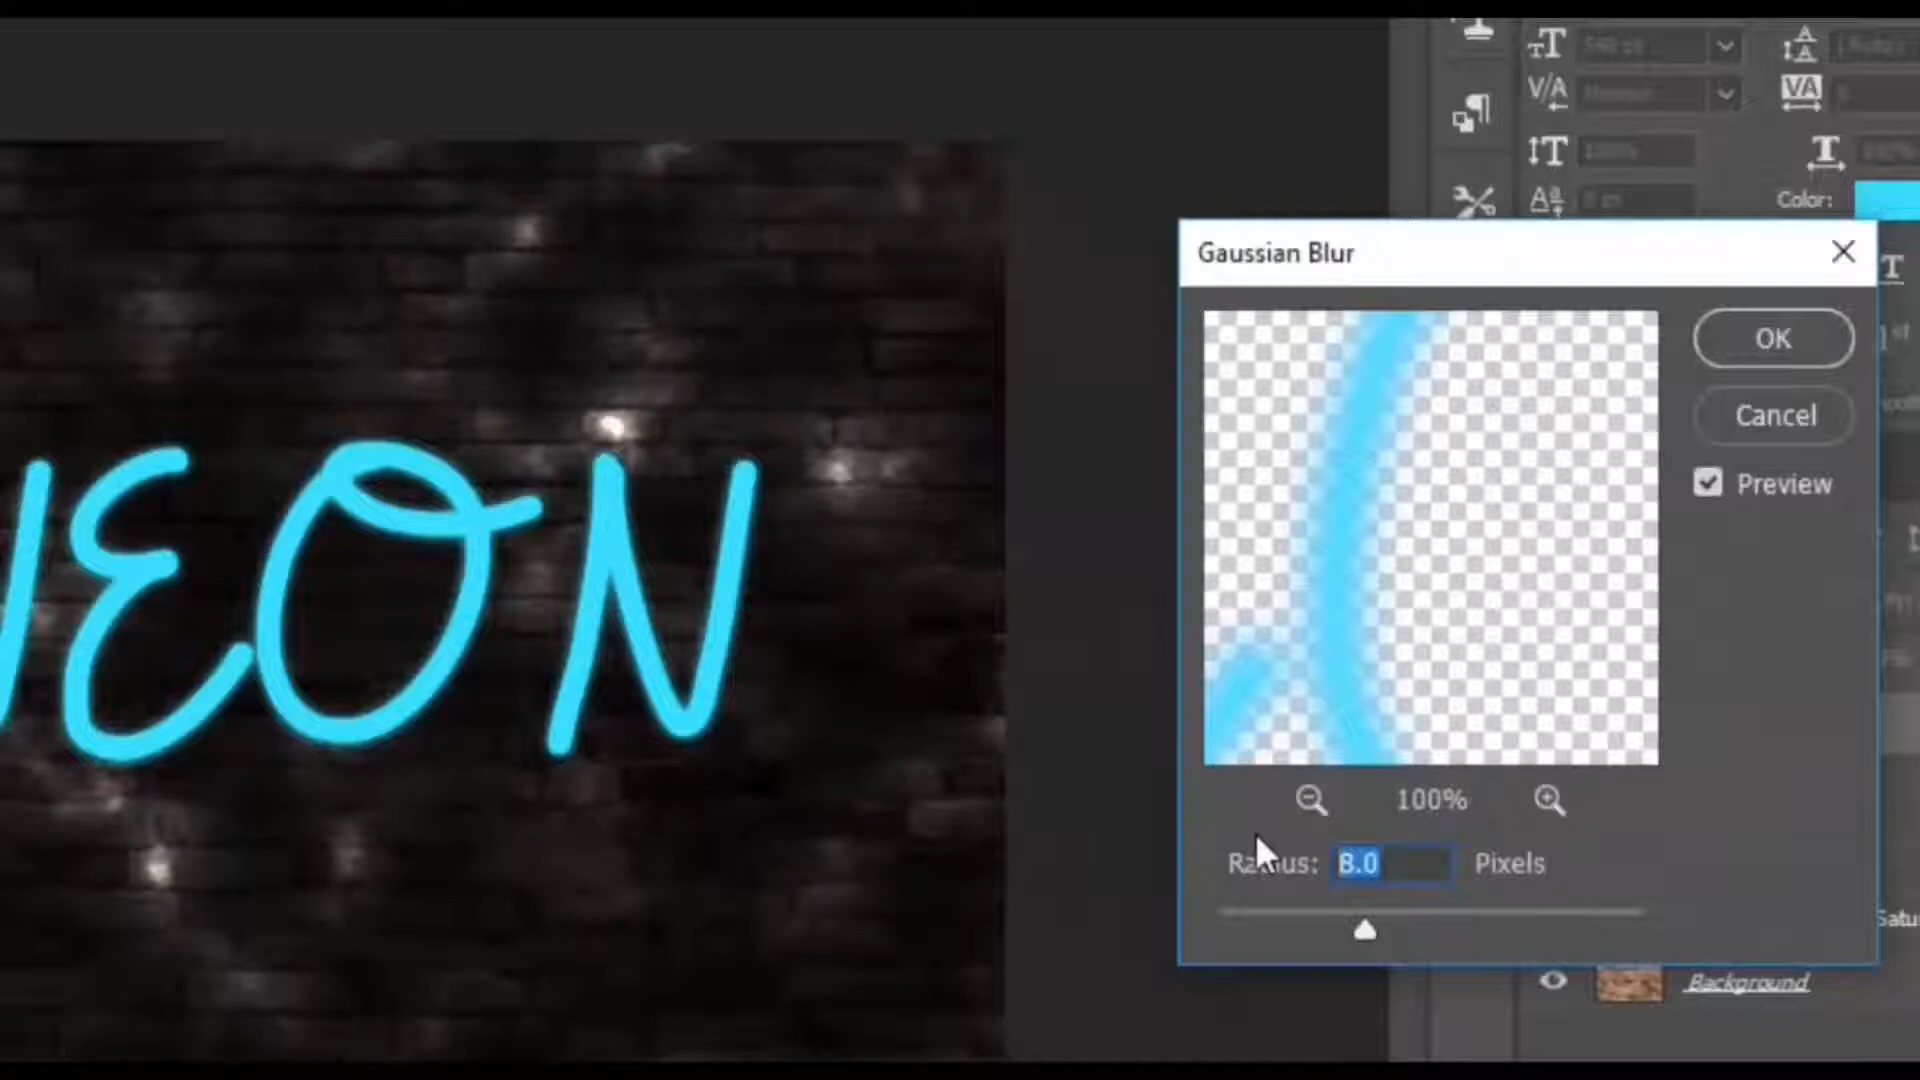 Color:
Gaussian Blur
OK
Cancel
Preview
NEON
100%
Radius: 8.0 Pixels
Satu
Background